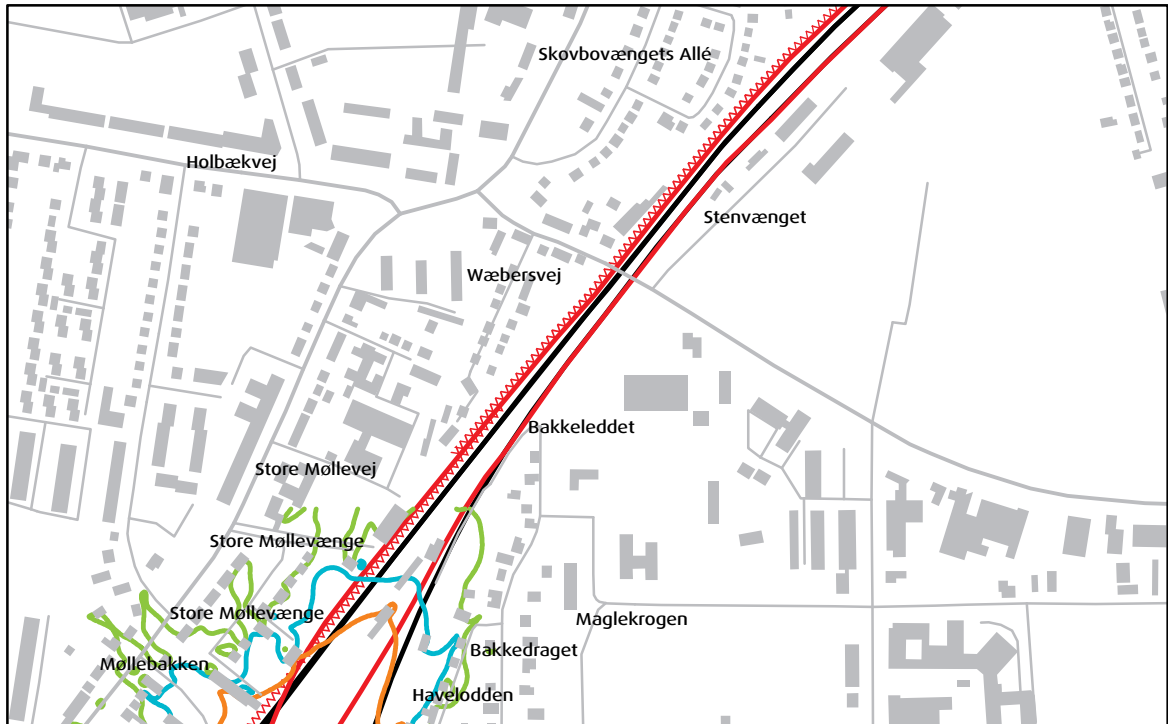 Skovbovængets Allé
Holbækvej
Stenvænget
Wæbersvej
Bakkeleddet
Store Møllevej
Store Møllevænge
Store Møllevænge
Maglekrogen
Bakkedraget
Møllebakken
Havelodden